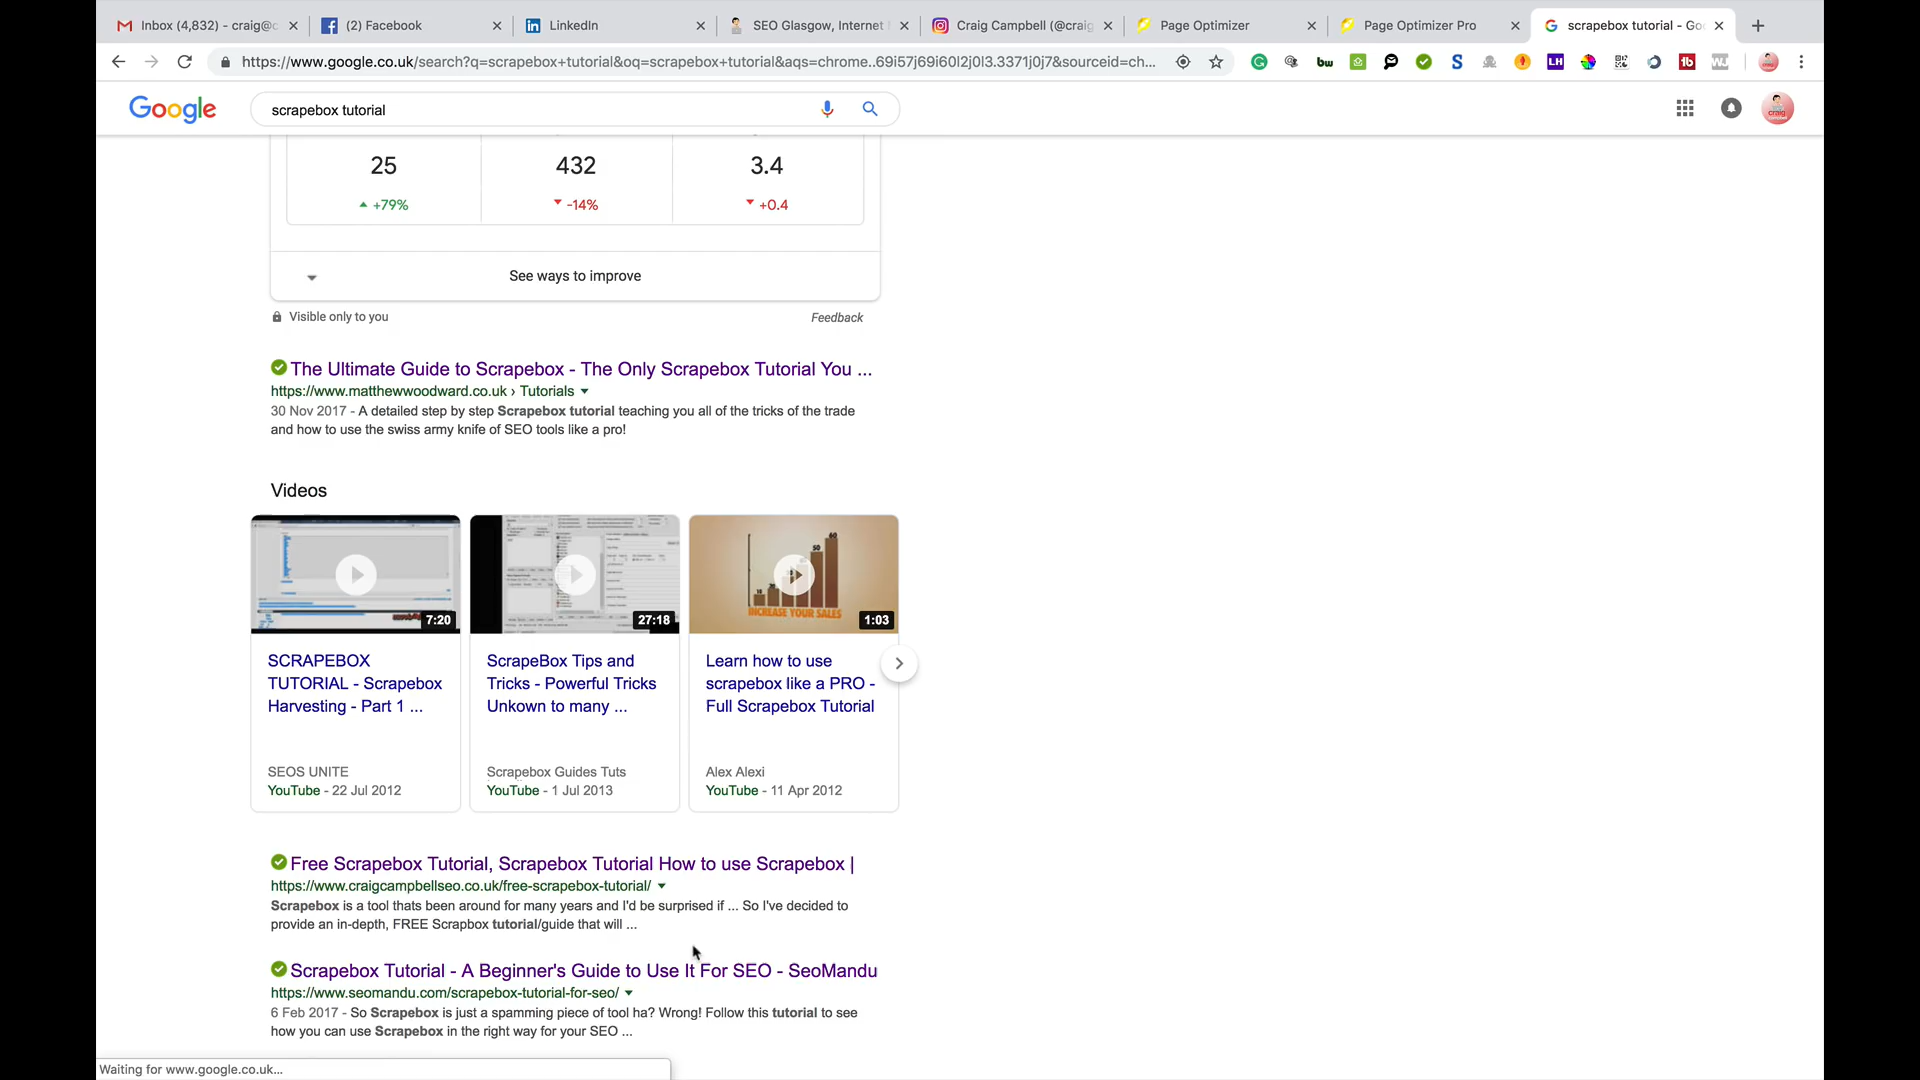 Inbox (4,832) - craig@c
(2) Facebook
LinkedIn
SEO Glasgow, Internet
Craig Campbell (@craig
Page Optimizer
Page Optimizer Pro
scrapebox tutorial - Goo
https://www.google.co.uk/search?q=scrapebox+tutorial&oq=scrapebox+tutorial&aqs=chrome..69i57j69i60l2j0l3.3371j0j7&sourceid=ch...
Google
scrapebox tutorial
25
432
3.4
+79%
-14%
+0.4
See ways to improve
Visible only to you
Feedback
The Ultimate Guide to Scrapebox - The Only Scrapebox Tutorial You ...
https://www.matthewwoodward.co.uk › Tutorials
30 Nov 2017 - A detailed step by step Scrapebox tutorial teaching you all of the tricks of the trade
and how to use the swiss army knife of SEO tools like a pro!
Videos
7:20
27:18
50
60
10
INCREASE YOUR SALES
1:03
SCRAPEBOX
TUTORIAL - Scrapebox
Harvesting - Part 1 ...
SEOS UNITE
YouTube - 22 Jul 2012
ScrapeBox Tips and
Tricks - Powerful Tricks
Unkown to many ...
Scrapebox Guides Tuts
YouTube - 1 Jul 2013
Learn how to use
scrapebox like a PRO -
Full Scrapebox Tutorial
Alex Alexi
YouTube - 11 Apr 2012
Free Scrapebox Tutorial, Scrapebox Tutorial How to use Scrapebox |
https://www.craigcampbellseo.co.uk/free-scrapebox-tutorial/
Scrapebox is a tool thats been around for many years and I'd be surprised if ... So I've decided to
provide an in-depth, FREE Scrapbox tutorial/guide that will ...
Scrapebox Tutorial - A Beginner's Guide to Use It For SEO - SeoMandu
https://www.seomandu.com/scrapebox-tutorial-for-seo/
6 Feb 2017 - So Scrapebox is just a spamming piece of tool ha? Wrong! Follow this tutorial to see
how you can use Scrapebox in the right way for your SEO ...
Waiting for www.google.co.uk...